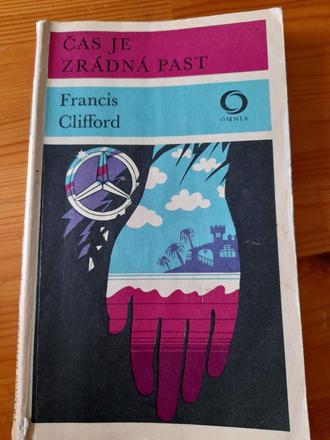 ČAS JE
ZRÁDNÁ PAST
Francis
Clifford
OMNIA